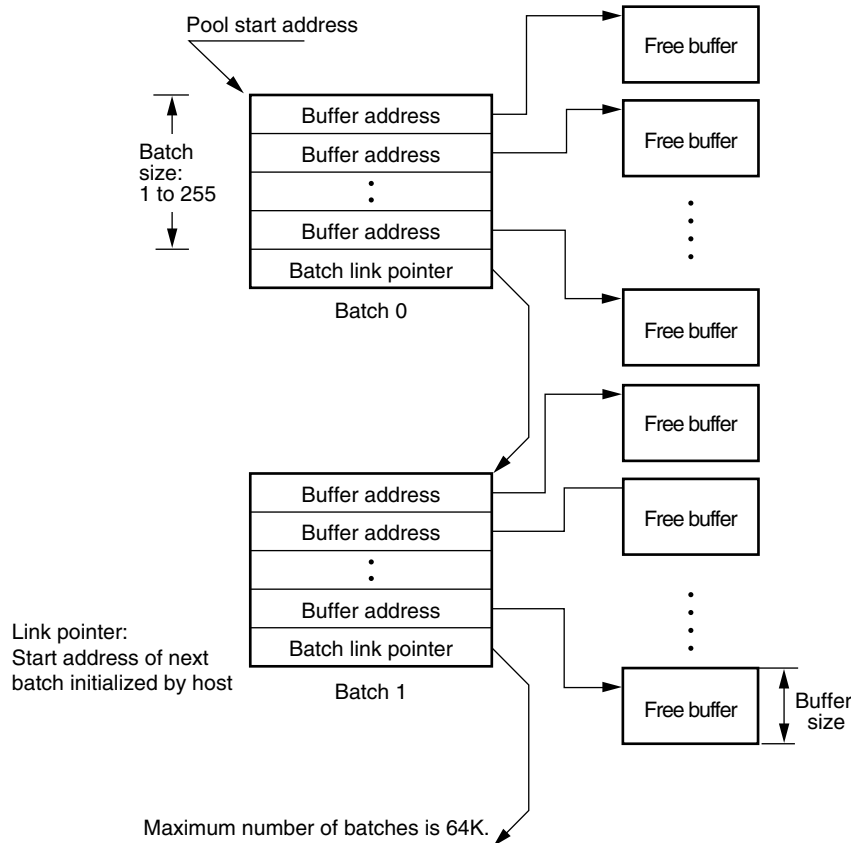 Pool start address
Free buffer
Buffer address
Buffer address
:
Buffer address
Batch link pointer
Batch 0
Batch
size:
1 to 255
Free buffer
Free buffer
Free buffer
Buffer address
Buffer address
:
Buffer address
Batch link pointer
Batch 1
Free buffer
Link pointer:
Start address of next
batch initialized by host
Free buffer
Buffer
size
Maximum number of batches is 64K.